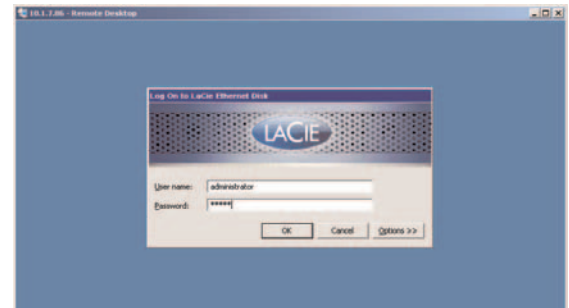 10.1.7.86 - Remote Desktop
Log On to LaCie Ethernet Disk
LACIE
User name: administrator
Password: *****
OK Cancel Options >>